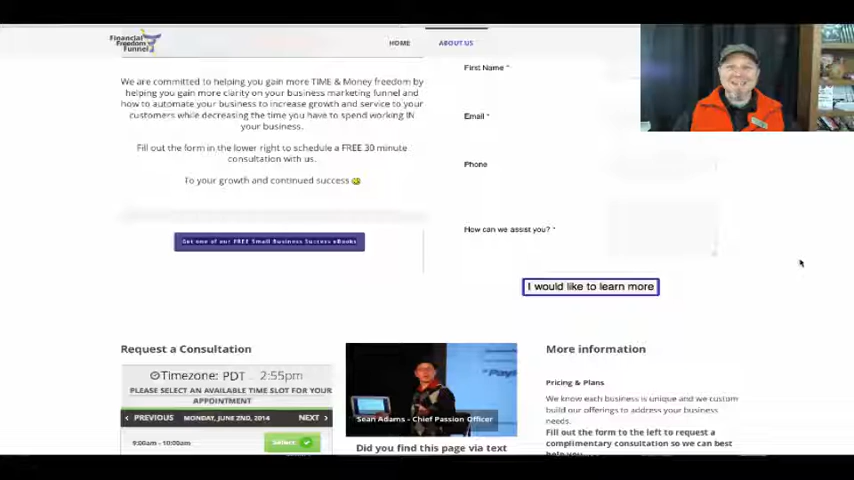 Financial
Freedom
Funnel
HOME
ABOUT US
We are committed to helping you gain more TIME & Money freedom by
helping you gain more clarity on your business marketing funnel and
how to automate your business to increase growth and service to your
customers while decreasing the time you have to spend working IN
your business.
Fill out the form in the lower right to schedule a FREE 30 minute
consultation with us.
To your growth and continued success
Get one of our FREE Small Business Success eBooks
First Name *
Email *
Phone
How can we assist you? *
I would like to learn more
Request a Consultation
Timezone: PDT 2:55pm
PLEASE SELECT AN AVAILABLE TIME SLOT FOR YOUR
APPOINTMENT
PREVIOUS MONDAY, JUNE 2ND, 2014 NEXT
9:00am - 10:00am Select
Sean Adams - Chief Passion Officer
Did you find this page via text
More information
Pricing & Plans
We know each business is unique and we custom
build our offerings to address your business
needs.
Fill out the form to the left to request a
complimentary consultation so we can best
help you